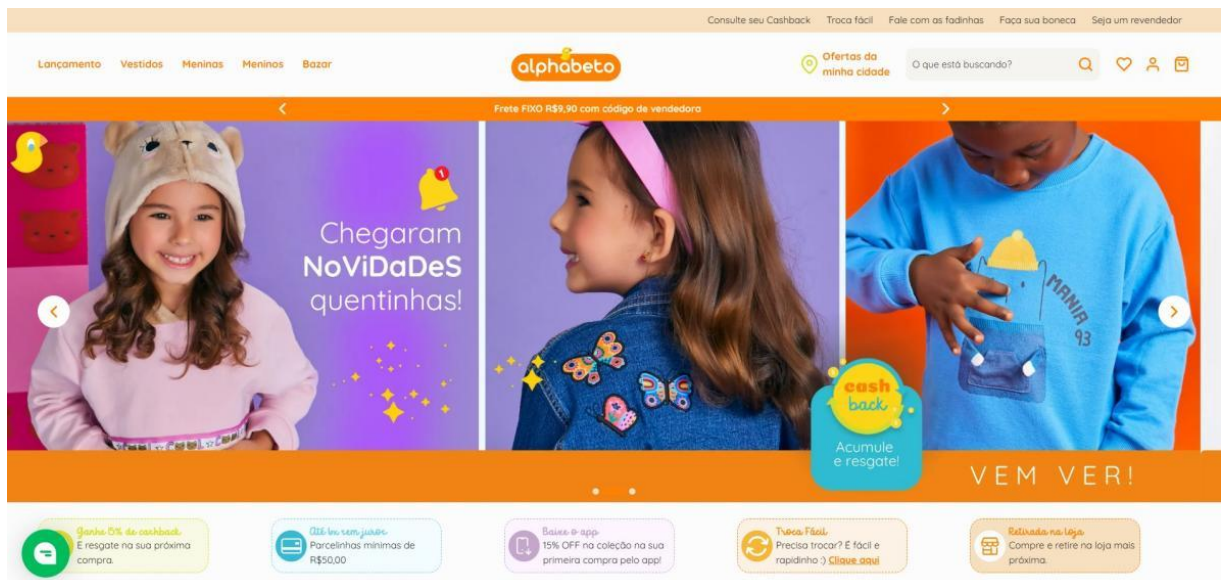 Consulte seu Cashback Troca fácil Fale com as fadinhas Faça sua boneca Seja um revendedor
Lançamento Vestidos Meninas Meninos Bazar
alphabeto
Ofertas da
minha cidade
O que está buscando?
Frete FIXO R$9,90 com código de vendedora
1
Chegaram
NoViDaDeS
quentinhas!
MANIA
93
cash
back
Acumule
e resgate!
VEM VER!
Ganhe 15% de cashback
E resgate na sua próxima
compra.
Até 6x sem juros
Parcelinhas mínimas de
R$50,00
Baixe o app
15% OFF na coleção na sua
primeira compra pelo app!
Troca Fácil
Precisa trocar? É fácil e
rapidinho :) Clique aqui
Retirada na loja
Compre e retire na loja mais
próxima.